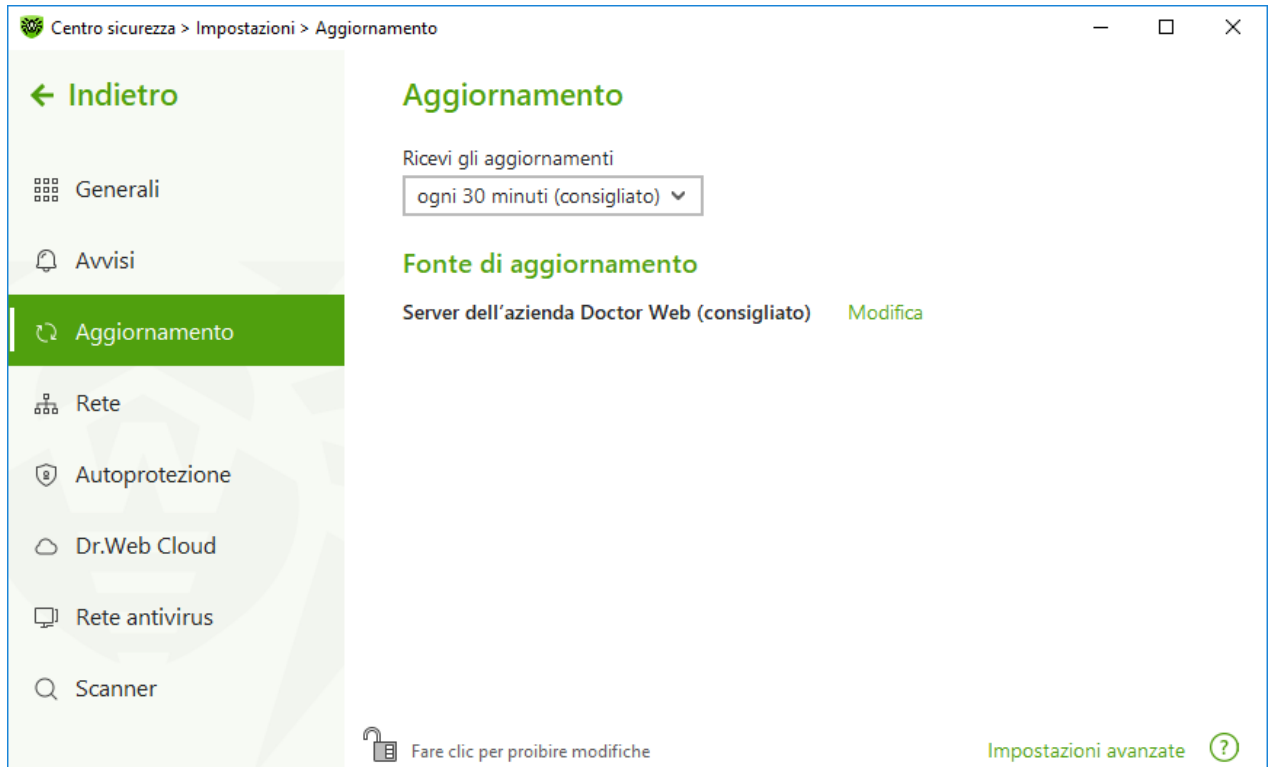 Centro sicurezza > Impostazioni > Aggiornamento
Indietro
Generali
Avvisi
Aggiornamento
Rete
Autoprotezione
Dr.Web Cloud
Rete antivirus
Scanner
Aggiornamento
Ricevi gli aggiornamenti
ogni 30 minuti (consigliato)
Fonte di aggiornamento
Server dell’azienda Doctor Web (consigliato) Modifica
Fare clic per proibire modifiche
Impostazioni avanzate ?